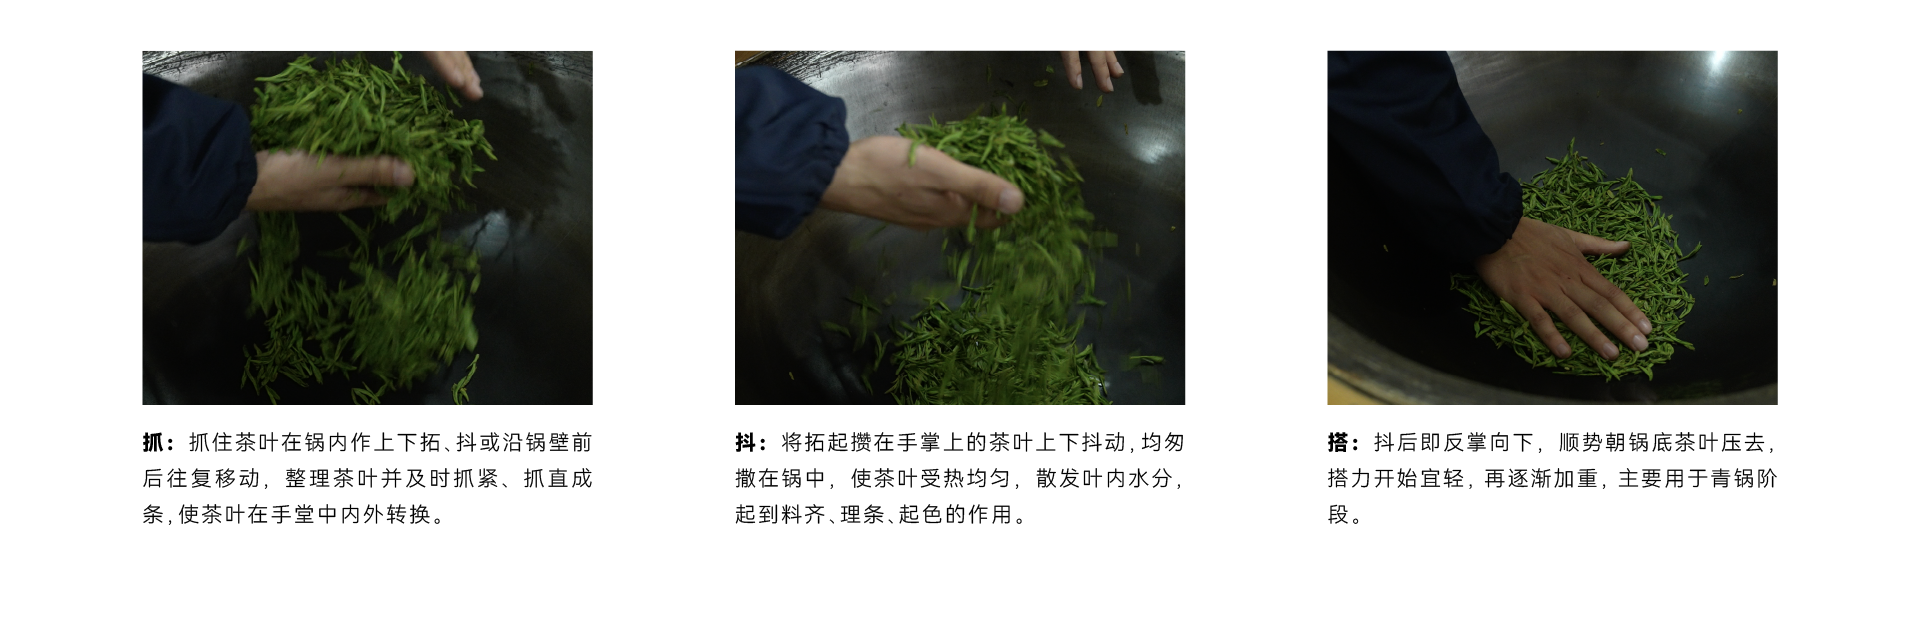 抓：抓住茶叶在锅内作上下拓、抖或沿锅壁前
后往复移动，整理茶叶并及时抓紧、抓直成
条，使茶叶在手堂中内外转换。
抖：将拓起攒在手掌上的茶叶上下抖动，均匆
撒在锅中，使茶叶受热均匀，散发叶内水分，
起到料齐、理条、起色的作用。
搭：抖后即反掌向下，顺势朝锅底茶叶压去，
搭力开始宜轻，再逐渐加重，主要用于青锅阶
段。